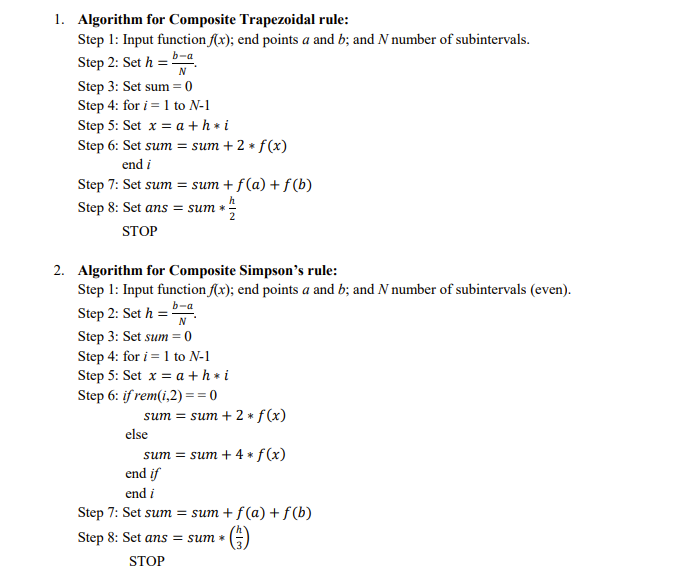 1. Algorithm for Composite Trapezoidal rule:
Step 1: Input function f(x); end points a and b; and N number of subintervals.
Step 2: Set h = (b−a)/N.
Step 3: Set sum = 0
Step 4: for i = 1 to N-1
Step 5: Set x = a + h * i
Step 6: Set sum = sum + 2 * f(x)
end i
Step 7: Set sum = sum + f(a) + f(b)
Step 8: Set ans = sum * h/2
STOP
2. Algorithm for Composite Simpson’s rule:
Step 1: Input function f(x); end points a and b; and N number of subintervals (even).
Step 2: Set h = (b−a)/N.
Step 3: Set sum = 0
Step 4: for i = 1 to N-1
Step 5: Set x = a + h * i
Step 6: if rem(i,2) = = 0
sum = sum + 2 * f(x)
else
sum = sum + 4 * f(x)
end if
end i
Step 7: Set sum = sum + f(a) + f(b)
Step 8: Set ans = sum * (h/3)
STOP